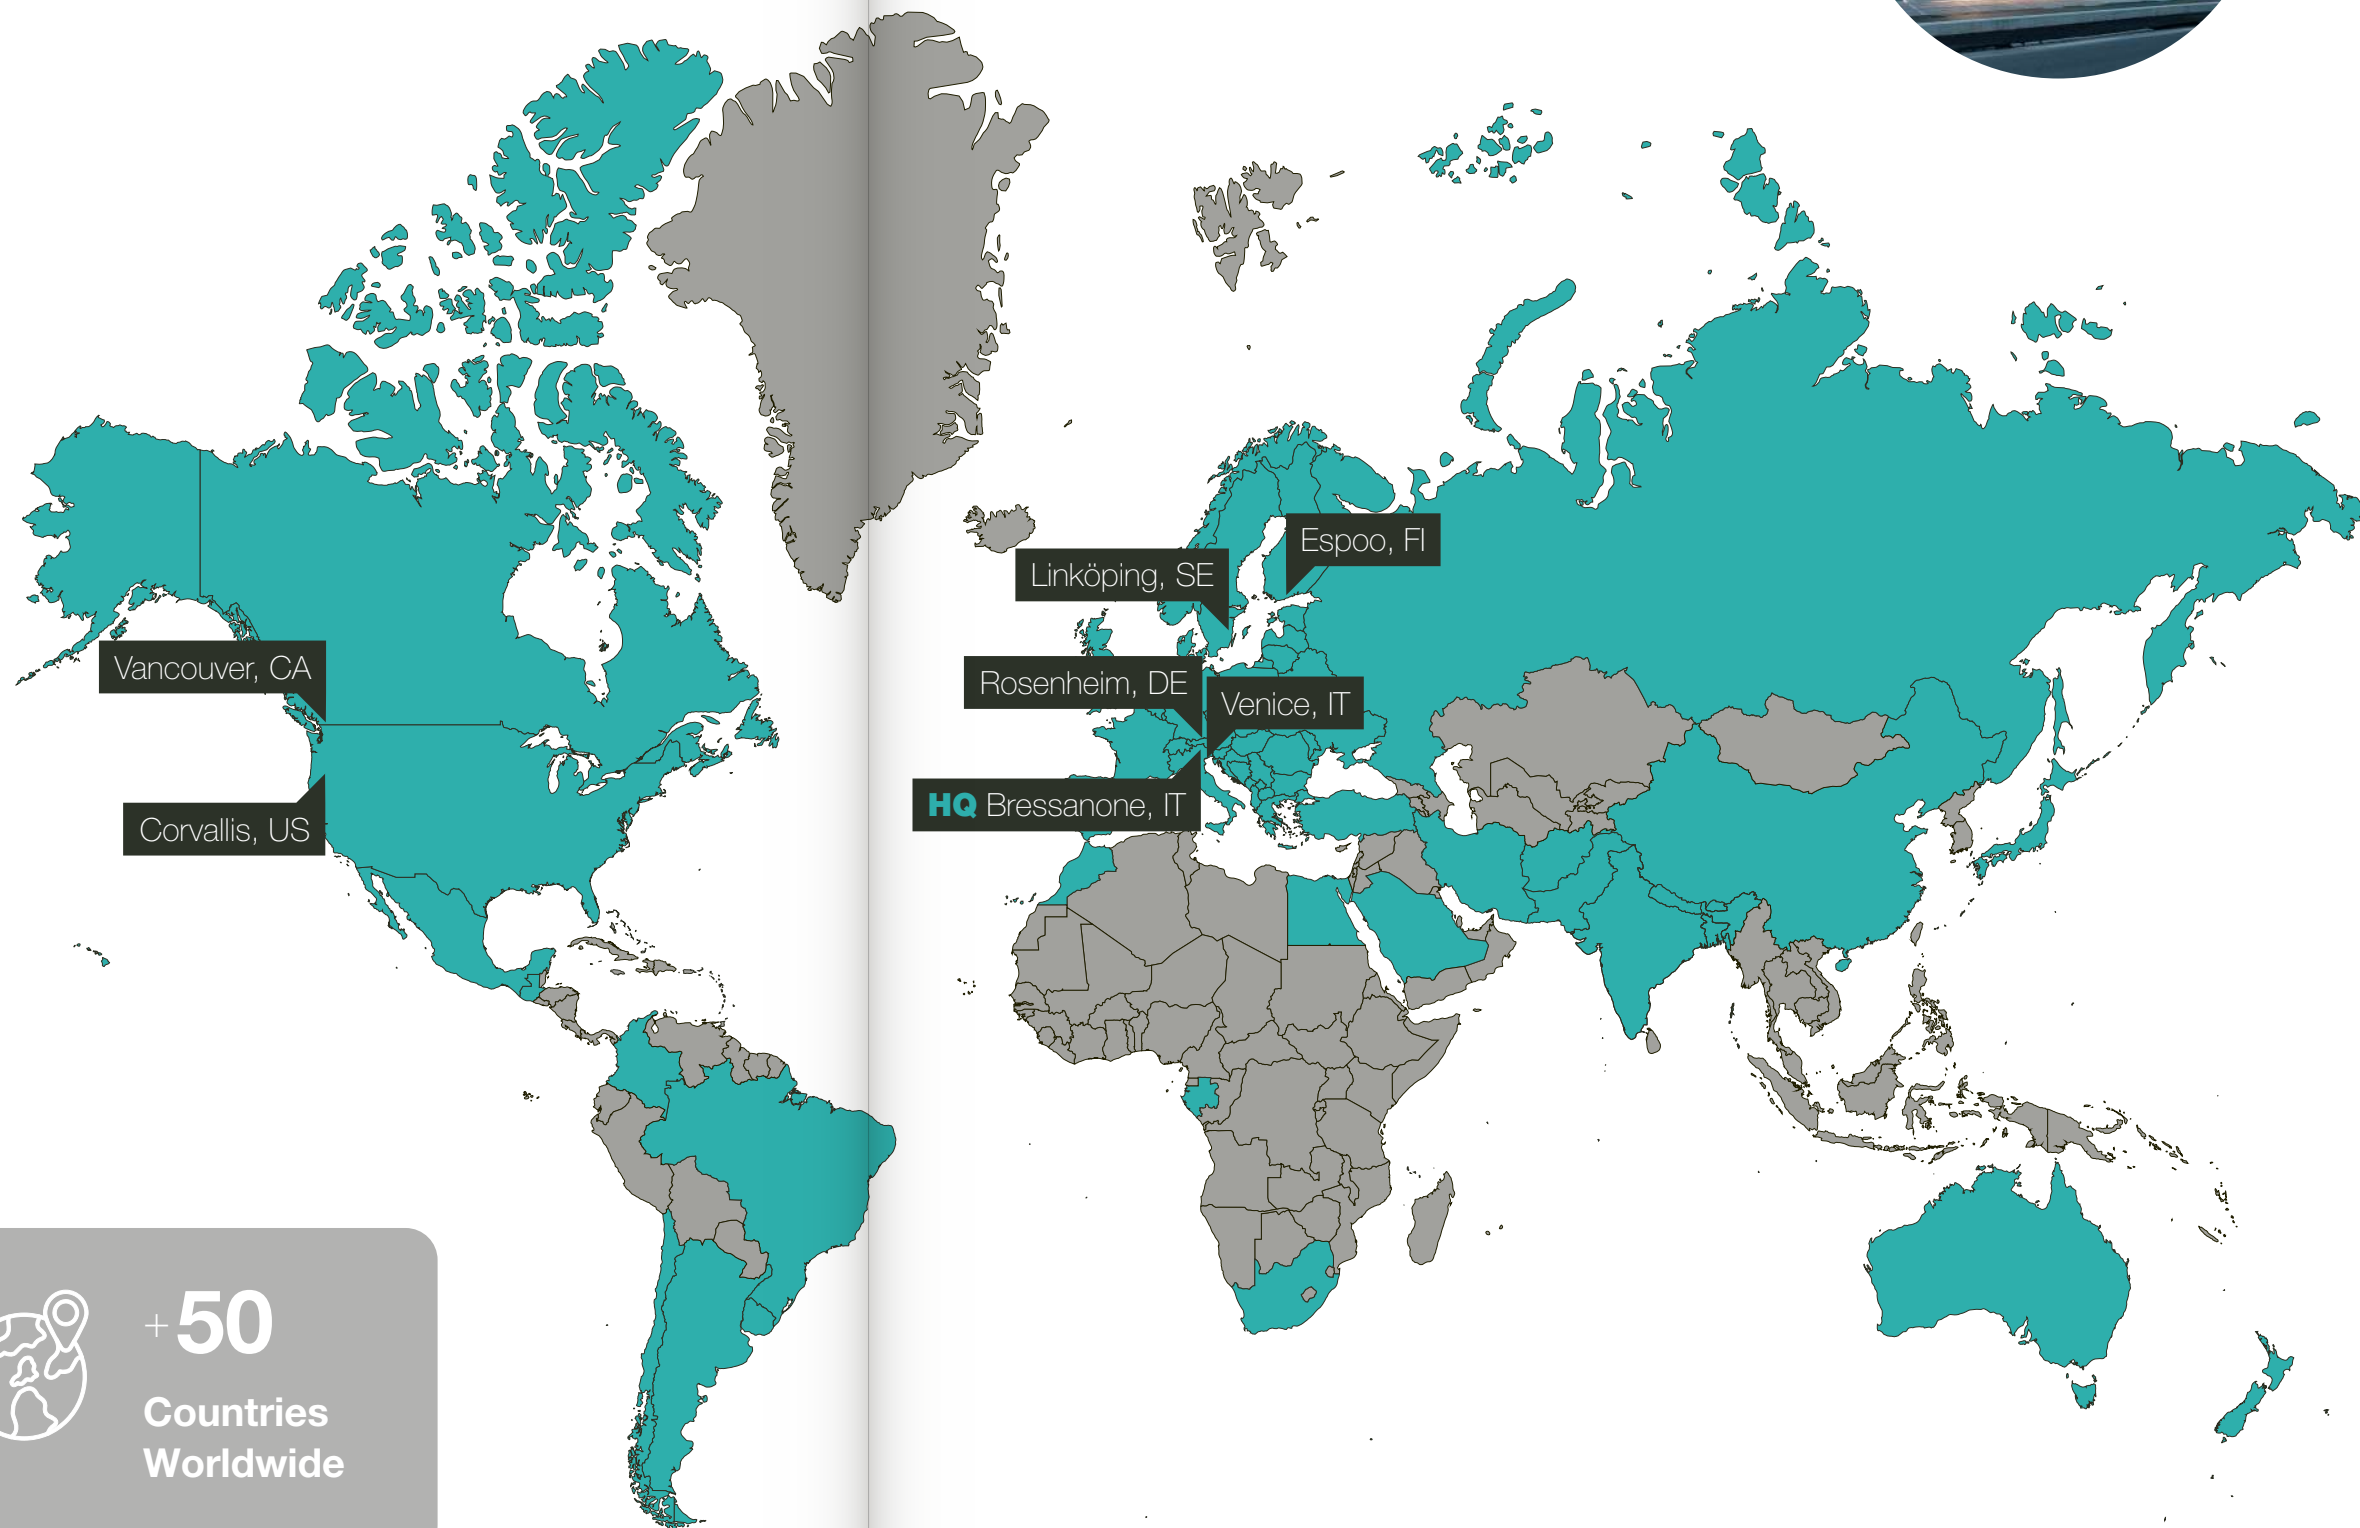 Espoo, FI
Linköping, SE
Vancouver, CA
Rosenheim, DE
Venice, IT
HQ Bressanone, IT
Corvallis, US
+50
Countries
Worldwide